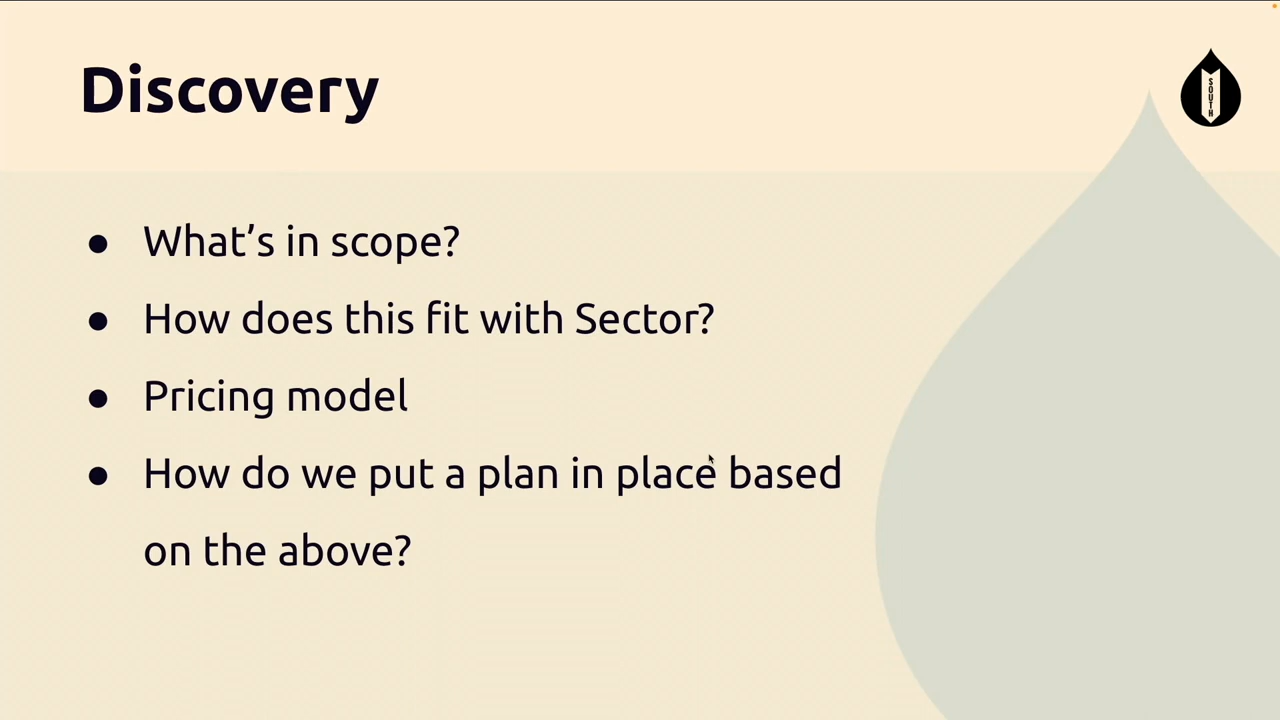 Discovery
SOUTH
● What’s in scope?
● How does this fit with Sector?
● Pricing model
● How do we put a plan in place based
on the above?